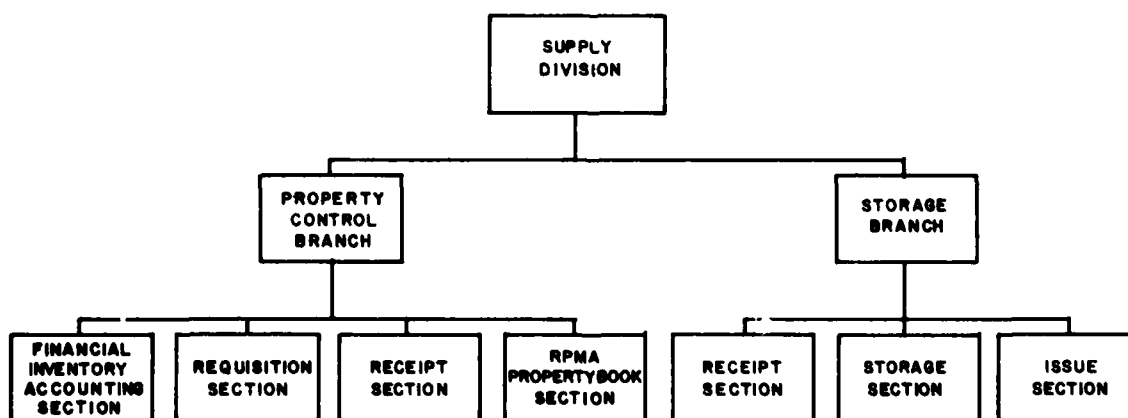 SUPPLY
DIVISION
PROPERTY
CONTROL
BRANCH
STORAGE
BRANCH
FINANCIAL
INVENTORY
ACCOUNTING
SECTION
REQUISITION
SECTION
RECEIPT
SECTION
RPMA
PROPERTYBOOK
SECTION
RECEIPT
SECTION
STORAGE
SECTION
ISSUE
SECTION